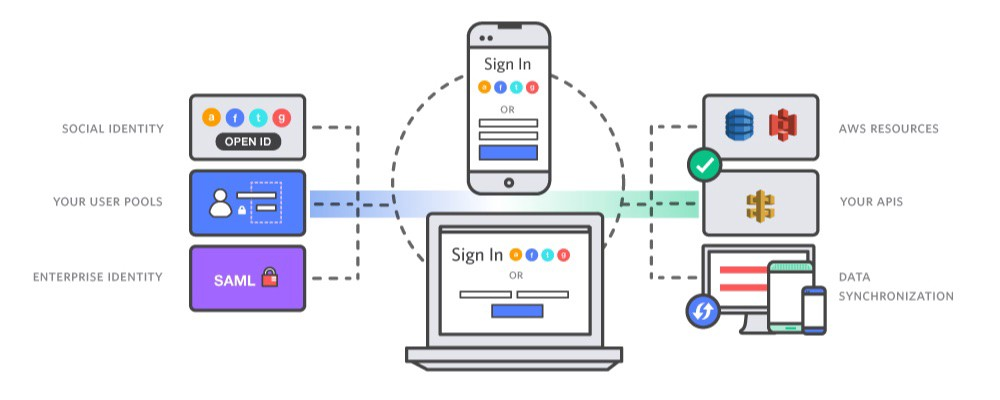 SOCIAL IDENTITY
a f t g
OPEN ID
YOUR USER POOLS
ENTERPRISE IDENTITY
SAML
Sign In
a f t g
OR
Sign In a f t g
OR
AWS RESOURCES
YOUR APIS
DATA
SYNCHRONIZATION